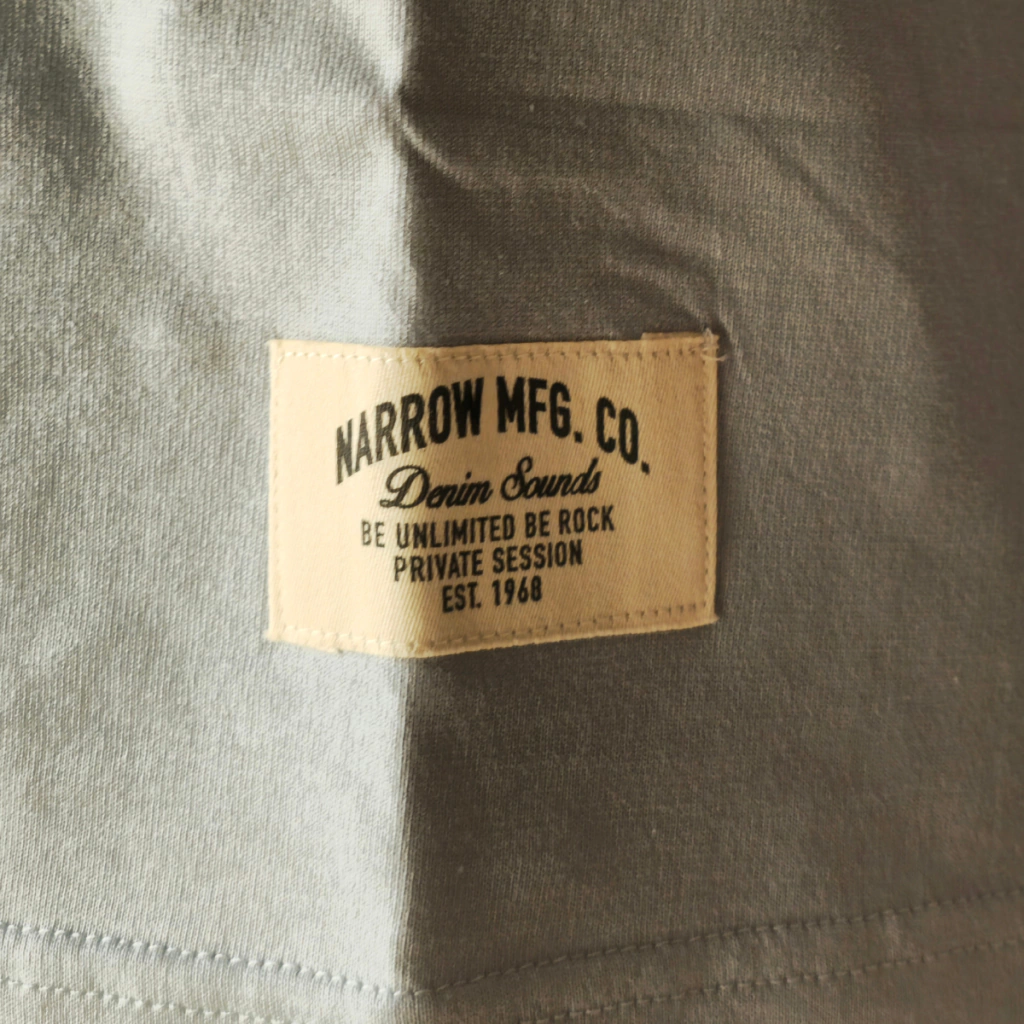 NARROW MFG. CO.
Denim Sounds
BE UNLIMITED BE ROCK
PRIVATE SESSION
EST. 1968